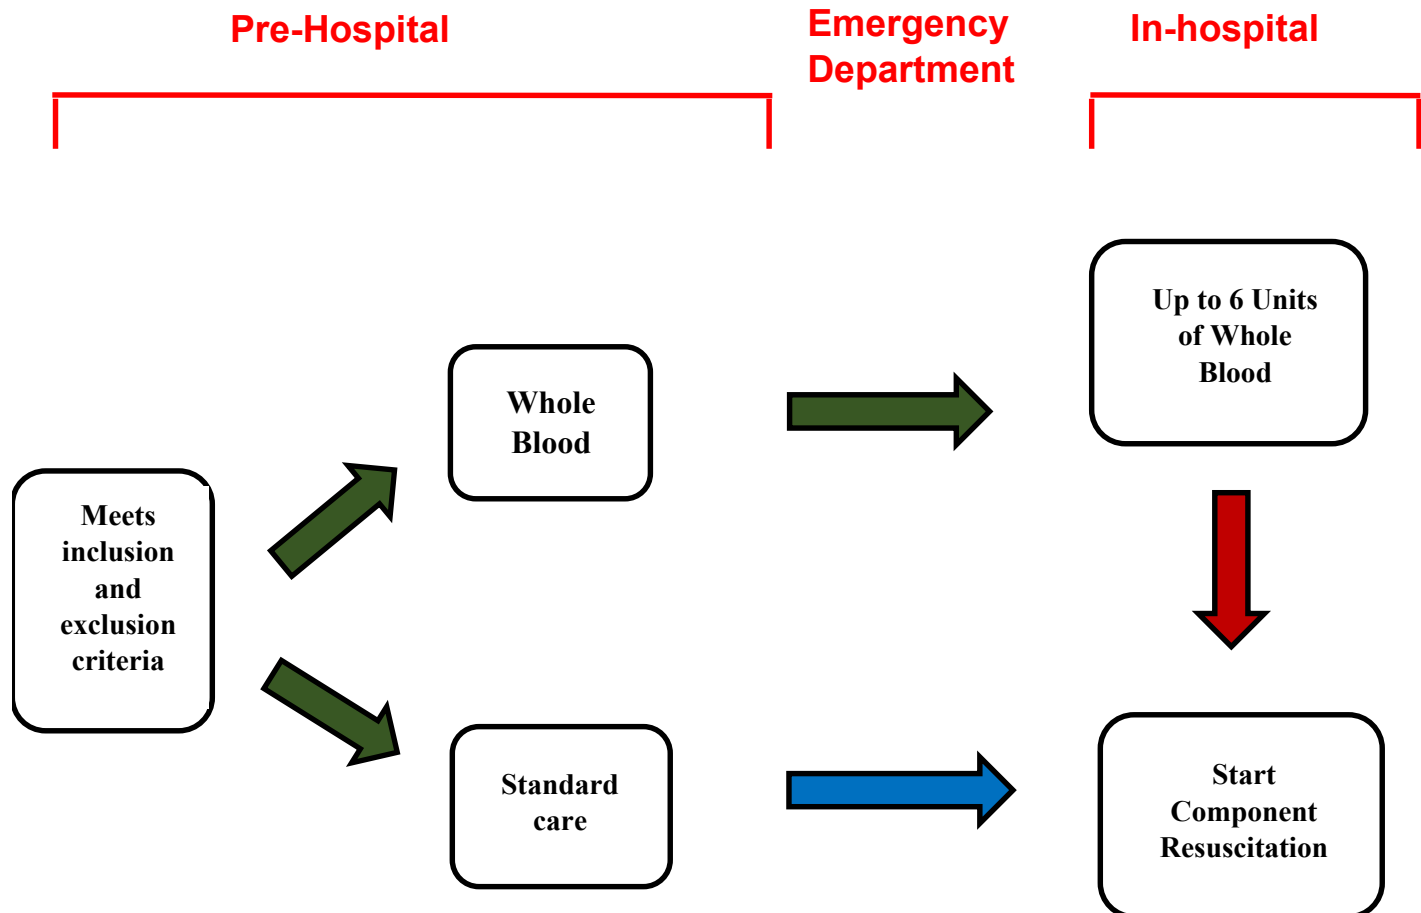 Pre-Hospital
Emergency
Department
In-hospital
Up to 6 Units
of Whole
Blood
Whole
Blood
Meets
inclusion
and
exclusion
criteria
Standard
care
Start
Component
Resuscitation